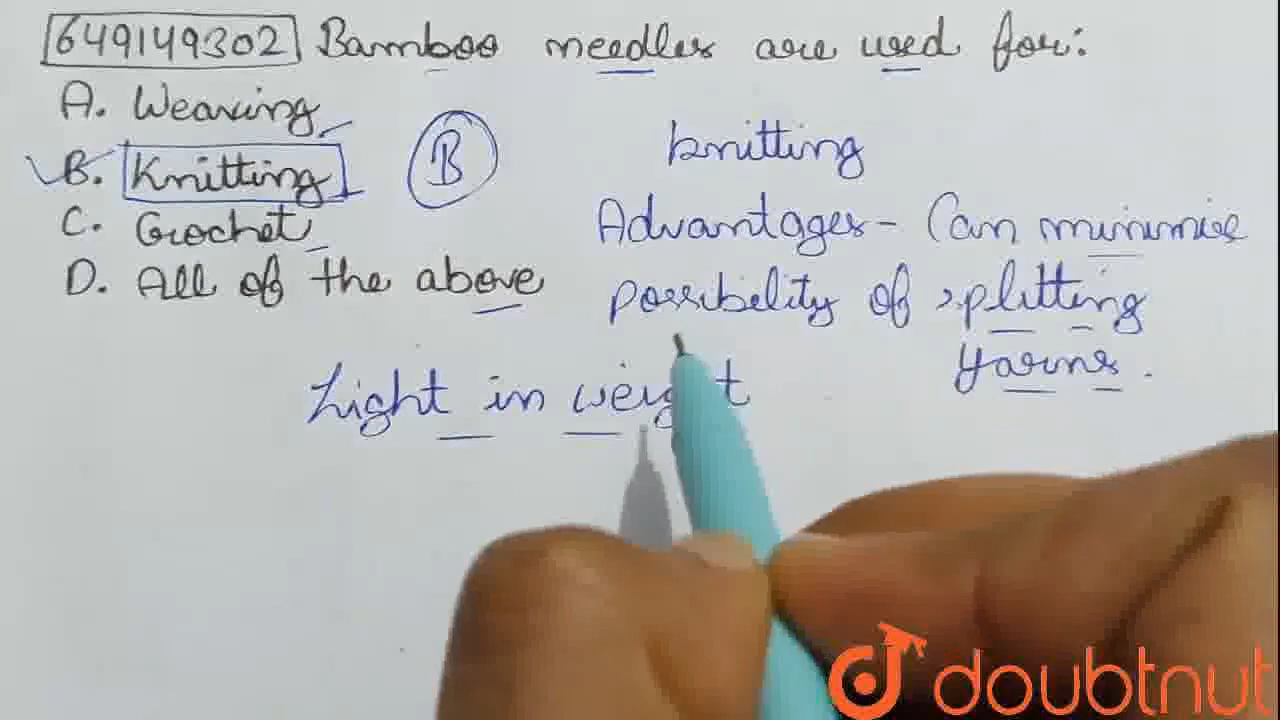 649149302 Bamboo needles are used for:
A. Weaving
B. Knitting
C. Crochet
D. All of the above
B
knitting
Advantages - Can minimise
possibility of splitting
Yarns.
Light in weight
doubtnut